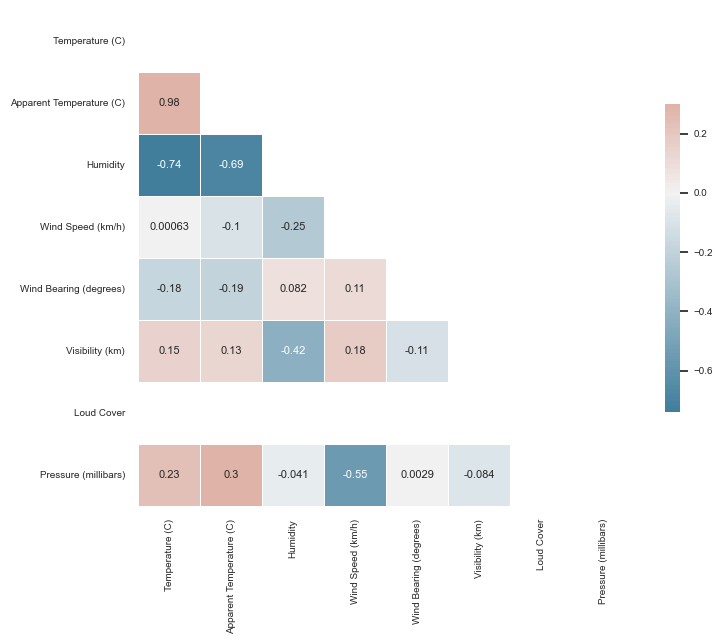 Temperature (C)
Apparent Temperature (C) 0.98
Humidity -0.74 -0.69
Wind Speed (km/h) 0.00063 -0.1 -0.25
Wind Bearing (degrees) -0.18 -0.19 0.082 0.11
Visibility (km) 0.15 0.13 -0.42 0.18 -0.11
Loud Cover
Pressure (millibars) 0.23 0.3 -0.041 -0.55 0.0029 -0.084
Temperature (C)
Apparent Temperature (C)
Humidity
Wind Speed (km/h)
Wind Bearing (degrees)
Visibility (km)
Loud Cover
Pressure (millibars)
0.2
0.0
−0.2
−0.4
−0.6